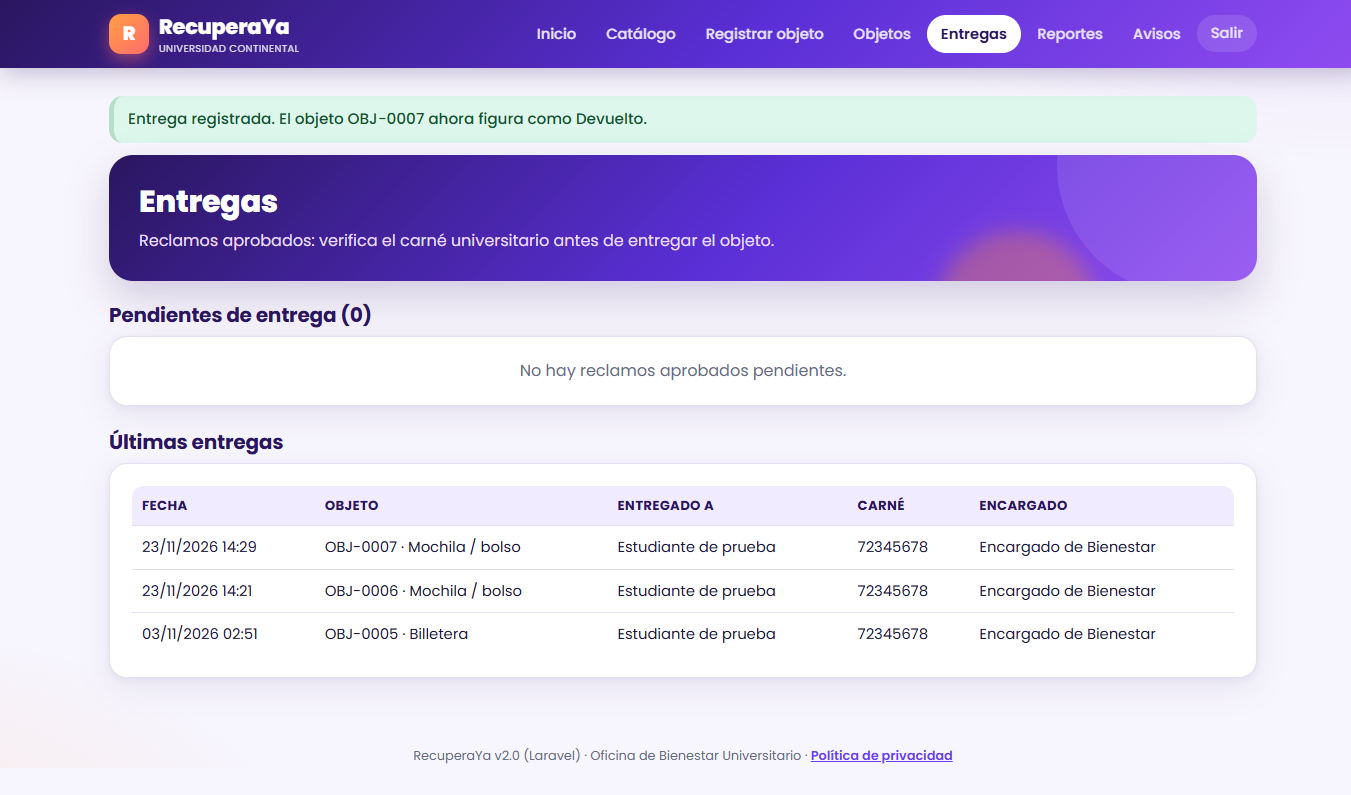 R
RecuperaYa
UNIVERSIDAD CONTINENTAL
Inicio Catálogo Registrar objeto Objetos Entregas Reportes Avisos Salir
Entrega registrada. El objeto OBJ-0007 ahora figura como Devuelto.
Entregas
Reclamos aprobados: verifica el carné universitario antes de entregar el objeto.
Pendientes de entrega (0)
No hay reclamos aprobados pendientes.
Últimas entregas
FECHA OBJETO ENTREGADO A CARNÉ ENCARGADO
23/11/2026 14:29 OBJ-0007 · Mochila / bolso Estudiante de prueba 72345678 Encargado de Bienestar
23/11/2026 14:21 OBJ-0006 · Mochila / bolso Estudiante de prueba 72345678 Encargado de Bienestar
03/11/2026 02:51 OBJ-0005 · Billetera Estudiante de prueba 72345678 Encargado de Bienestar
RecuperaYa v2.0 (Laravel) · Oficina de Bienestar Universitario · Política de privacidad